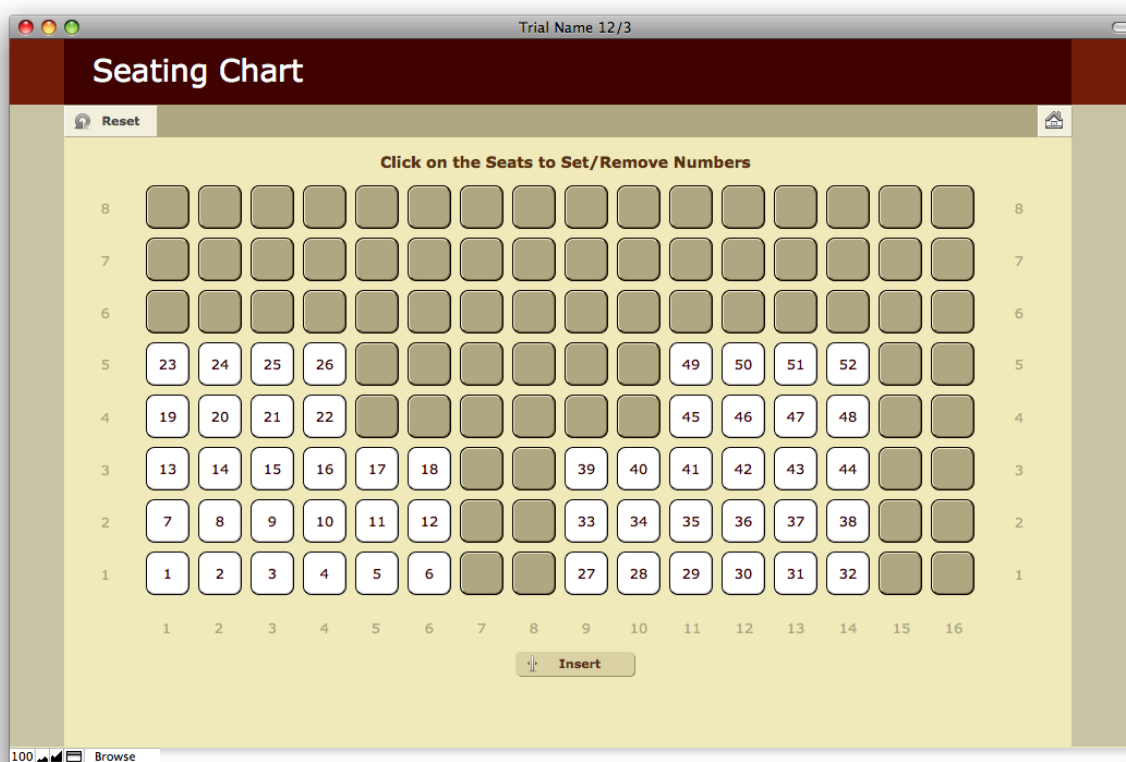 Trial Name 12/3
Seating Chart
Reset
Click on the Seats to Set/Remove Numbers
8 8
7 7
6 6
5 23 24 25 26 49 50 51 52 5
4 19 20 21 22 45 46 47 48 4
3 13 14 15 16 17 18 39 40 41 42 43 44 3
2 7 8 9 10 11 12 33 34 35 36 37 38 2
1 1 2 3 4 5 6 27 28 29 30 31 32 1
1 2 3 4 5 6 7 8 9 10 11 12 13 14 15 16
Insert
100 Browse